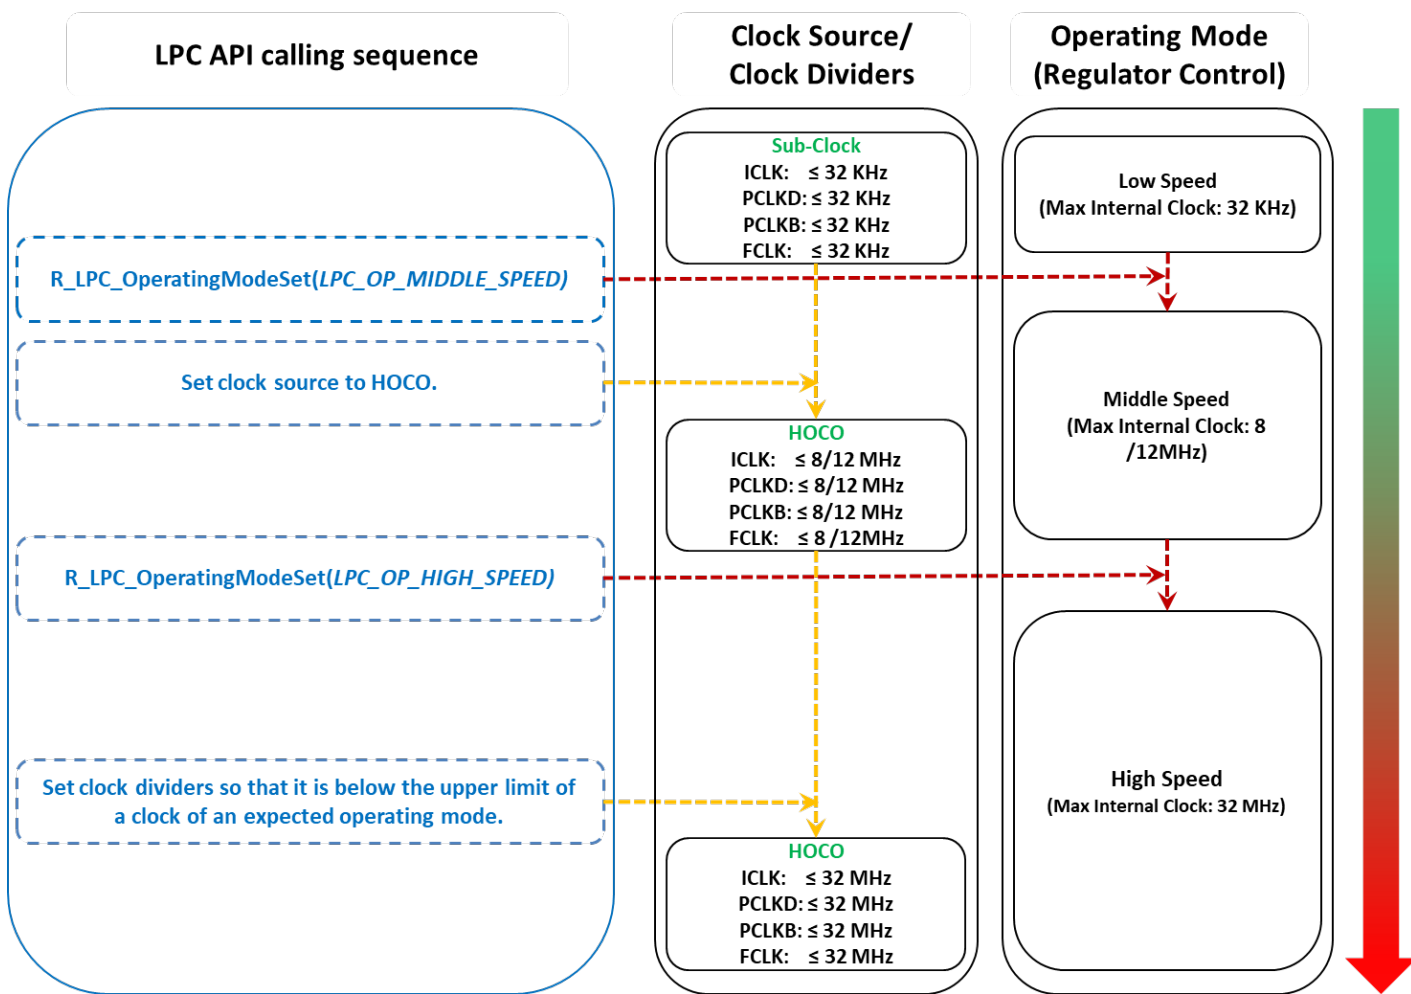 LPC API calling sequence
Clock Source/
Clock Dividers
Operating Mode
(Regulator Control)
Sub-Clock
ICLK: ≤ 32 KHz
PCLKD: ≤ 32 KHz
PCLKB: ≤ 32 KHz
FCLK: ≤ 32 KHz
Low Speed
(Max Internal Clock: 32 KHz)
R_LPC_OperatingModeSet(LPC_OP_MIDDLE_SPEED)
Set clock source to HOCO.
Middle Speed
(Max Internal Clock: 8
/12MHz)
HOCO
ICLK: ≤ 8/12 MHz
PCLKD: ≤ 8/12 MHz
PCLKB: ≤ 8/12 MHz
FCLK: ≤ 8 /12MHz
R_LPC_OperatingModeSet(LPC_OP_HIGH_SPEED)
Set clock dividers so that it is below the upper limit of
a clock of an expected operating mode.
High Speed
(Max Internal Clock: 32 MHz)
HOCO
ICLK: ≤ 32 MHz
PCLKD: ≤ 32 MHz
PCLKB: ≤ 32 MHz
FCLK: ≤ 32 MHz